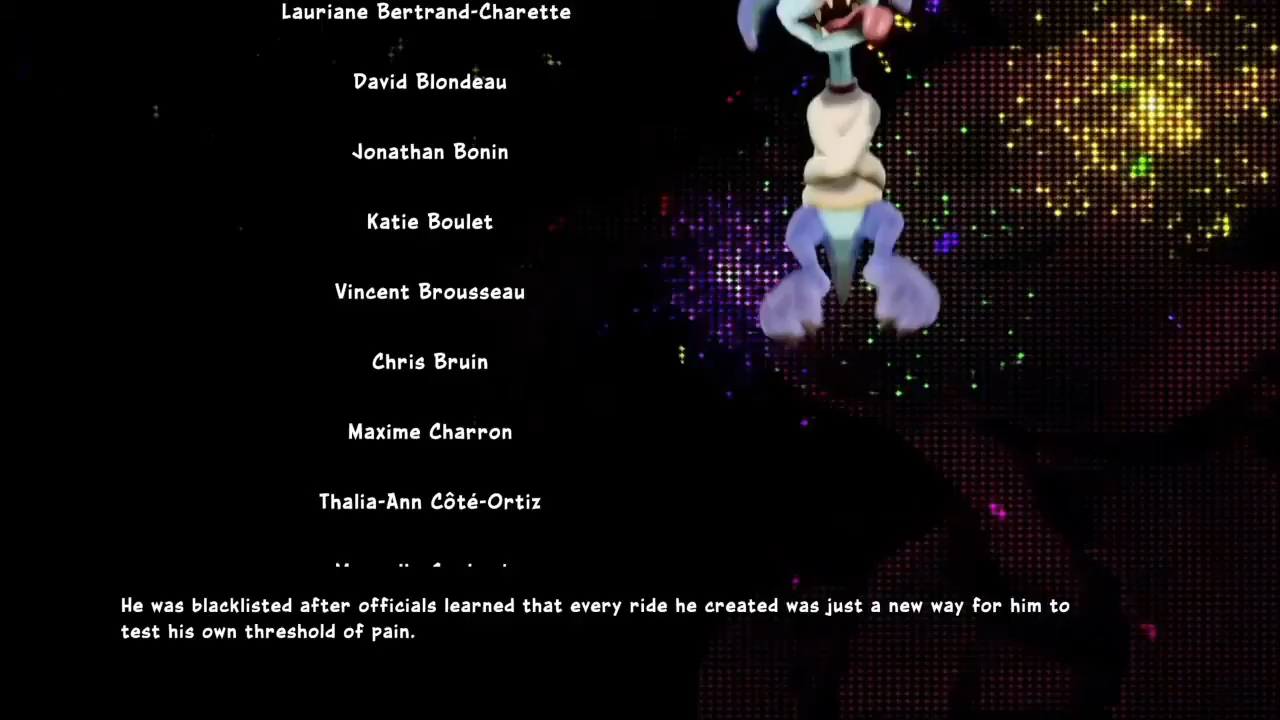 Lauriane Bertrand-Charette
David Blondeau
Jonathan Bonin
Katie Boulet
Vincent Brousseau
Chris Bruin
Maxime Charron
Thalia-Ann Côté-Ortiz
He was blacklisted after officials learned that every ride he created was just a new way for him to
test his own threshold of pain.